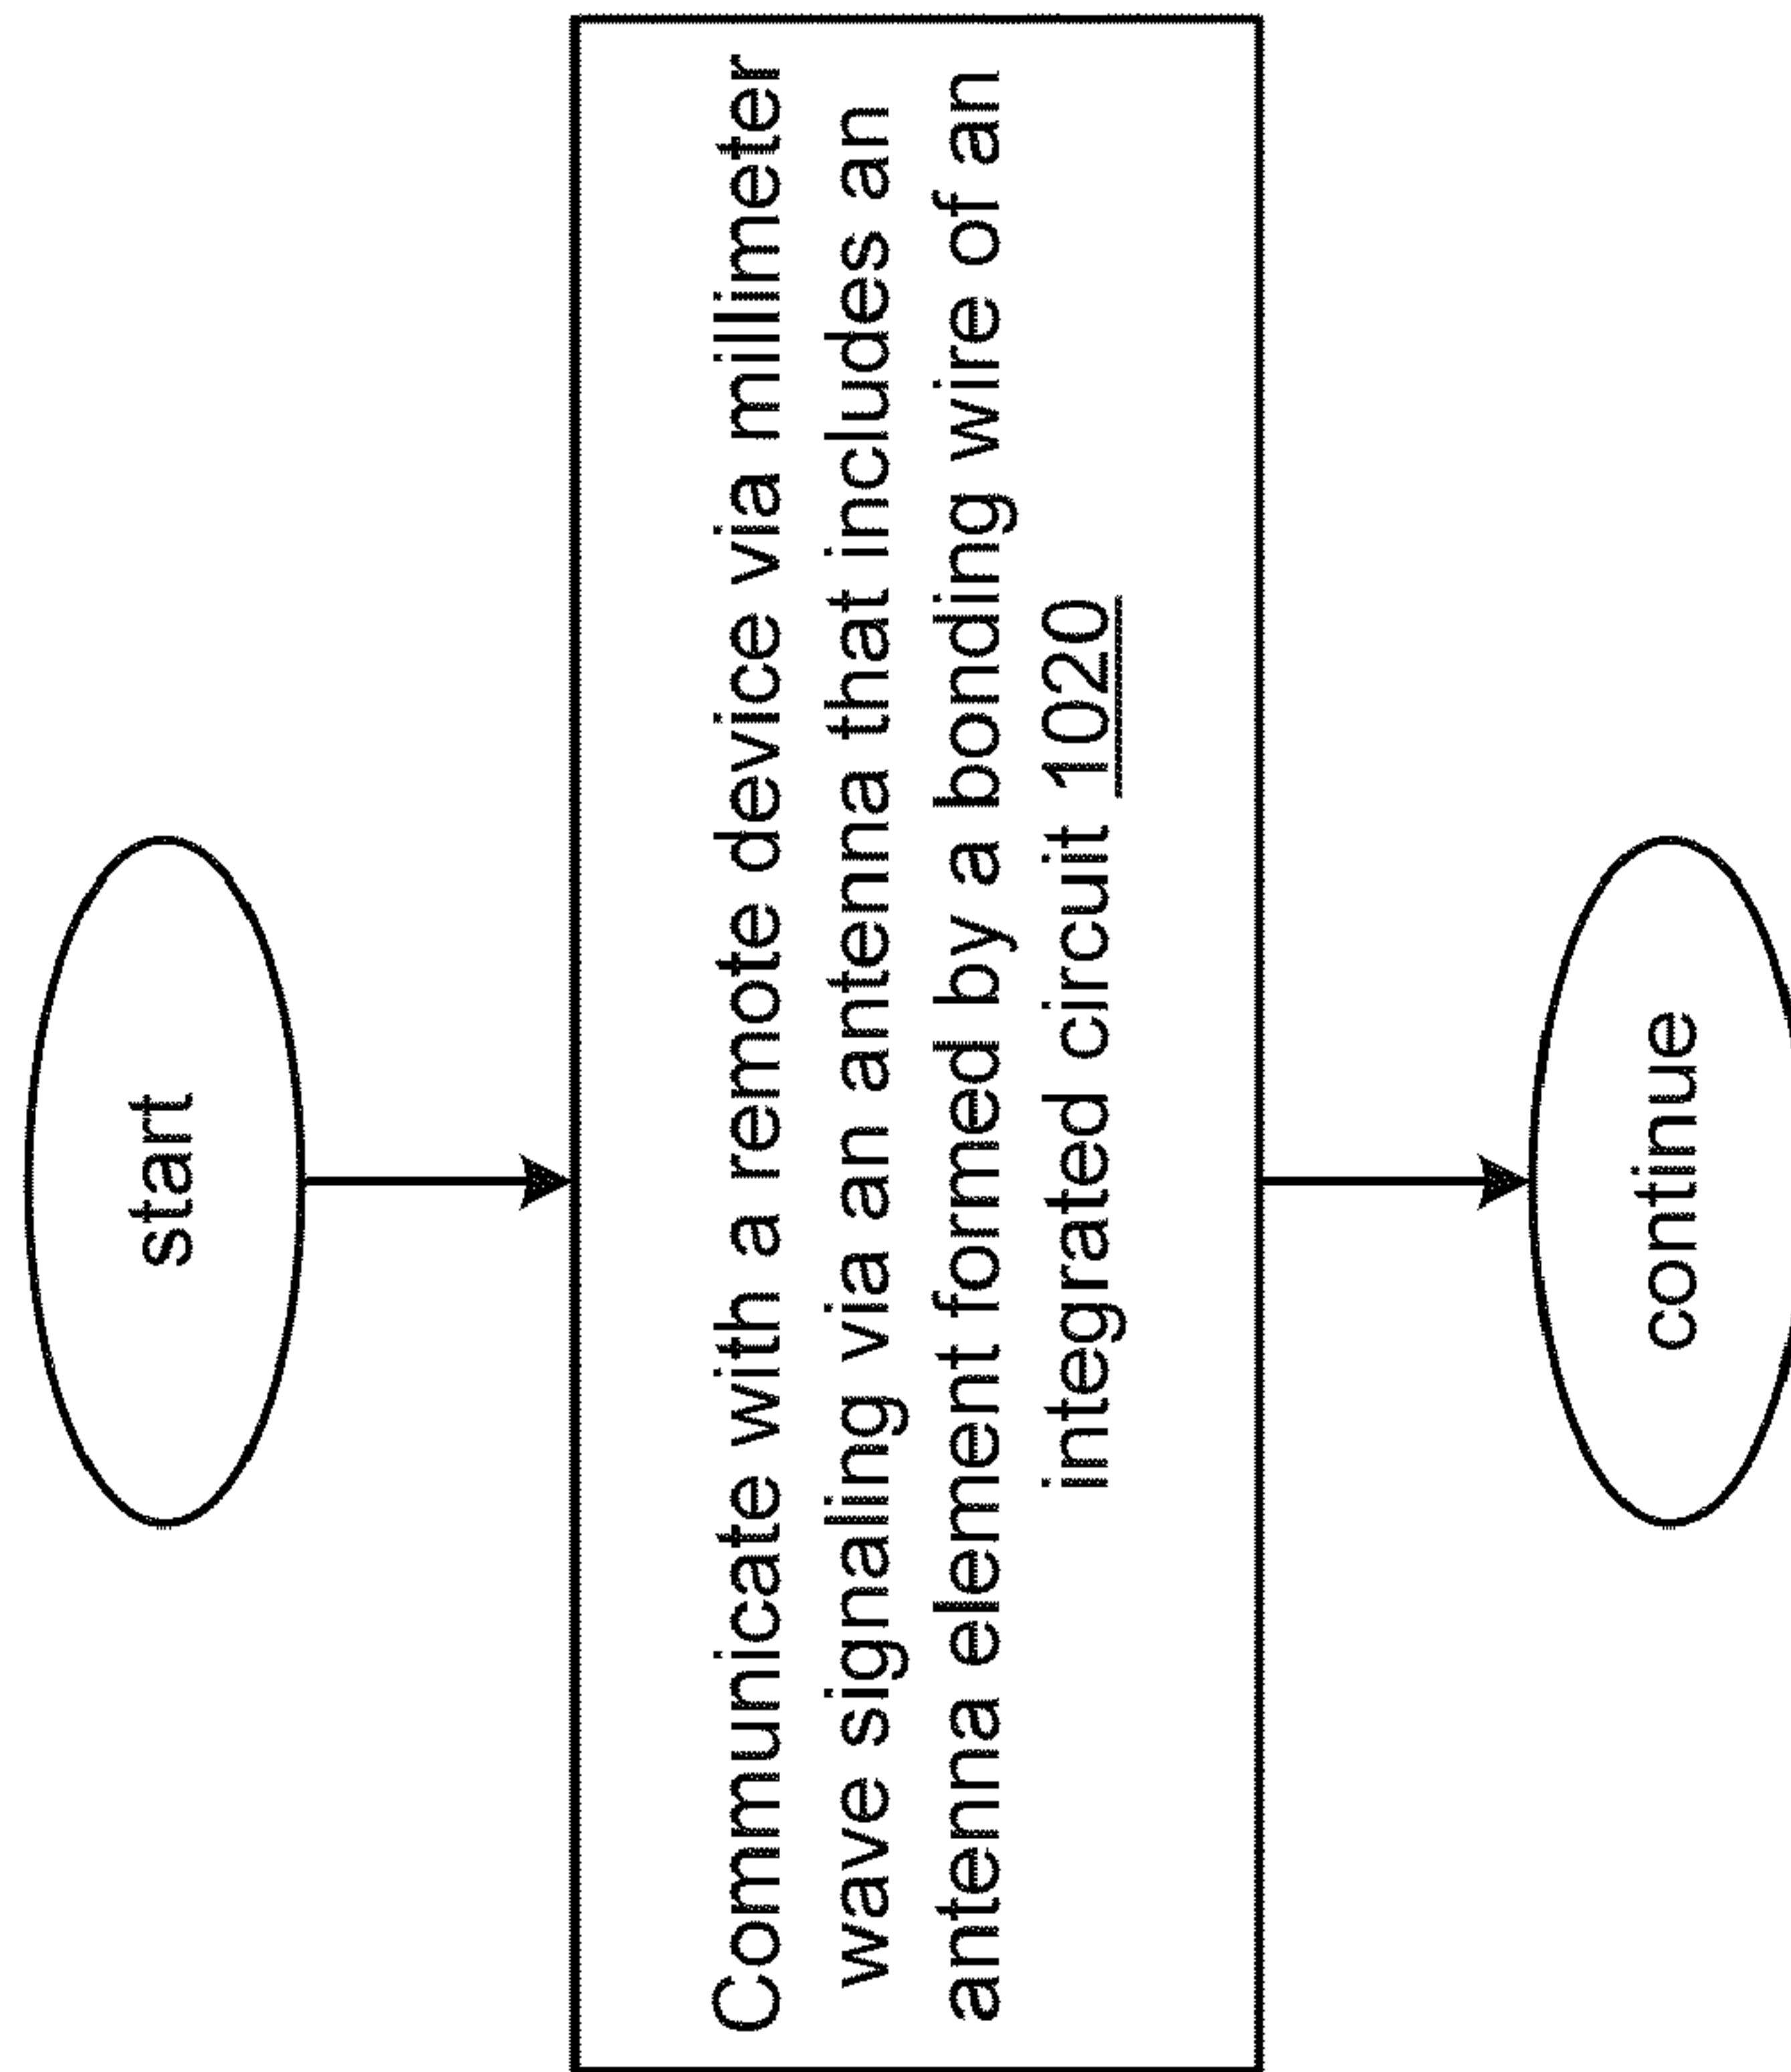 start
Communicate with a remote device via millimeter
wave signaling via an antenna that includes an
antenna element formed by a bonding wire of an
integrated circuit 1020
continue